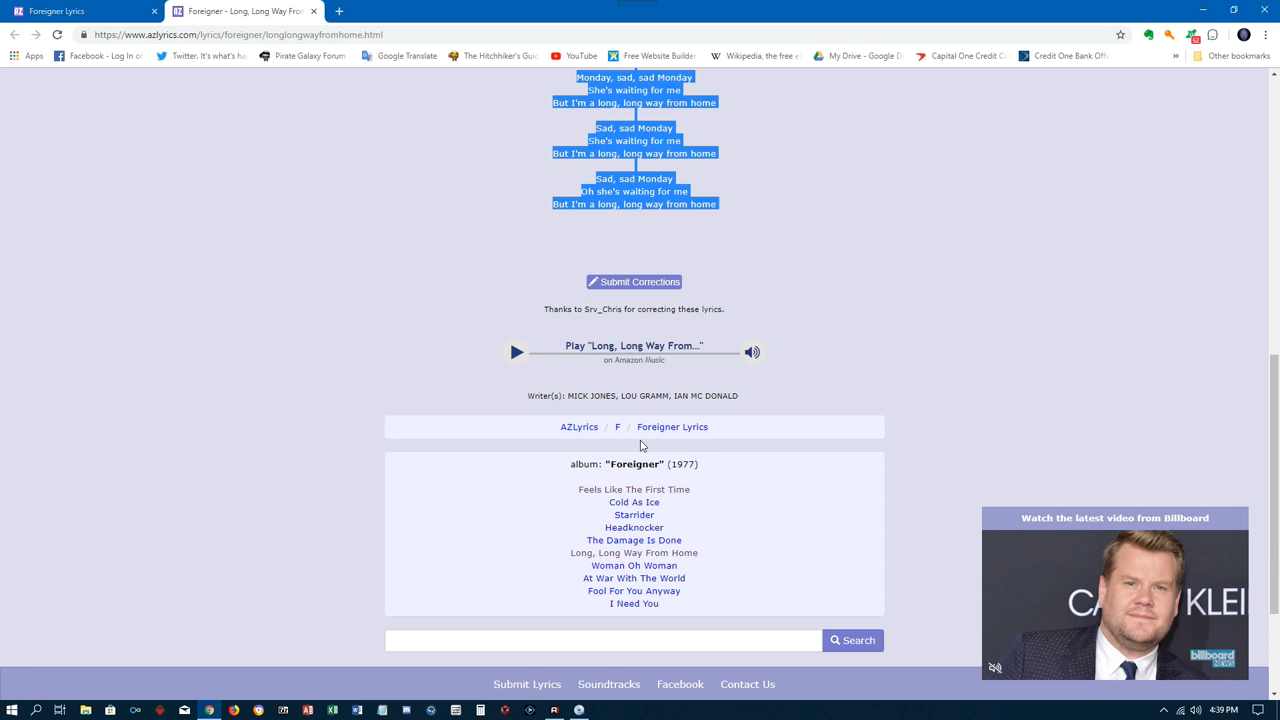 Foreigner Lyrics
Foreigner - Long, Long Way From
https://www.azlyrics.com/lyrics/foreigner/longlongwayfromhome.html
Apps
Facebook - Log In or
Twitter. It's what's ha
Pirate Galaxy Forum
Google Translate
The Hitchhiker's Guid
YouTube
Free Website Builder
Wikipedia, the free e
My Drive - Google D
Capital One Credit C
Credit One Bank Offe
»
Other bookmarks
Monday, sad, sad Monday
She's waiting for me
But I'm a long, long way from home
Sad, sad Monday
She's waiting for me
But I'm a long, long way from home
Sad, sad Monday
Oh she's waiting for me
But I'm a long, long way from home
Submit Corrections
Thanks to Srv_Chris for correcting these lyrics.
Play "Long, Long Way From..."
on Amazon Music
Writer(s): MICK JONES, LOU GRAMM, IAN MC DONALD
AZLyrics / F / Foreigner Lyrics
album: "Foreigner" (1977)
Feels Like The First Time
Cold As Ice
Starrider
Headknocker
The Damage Is Done
Long, Long Way From Home
Woman Oh Woman
At War With The World
Fool For You Anyway
I Need You
Search
Watch the latest video from Billboard
KLEI
billboard
NEWS
Submit Lyrics
Soundtracks
Facebook
Contact Us
4:39 PM